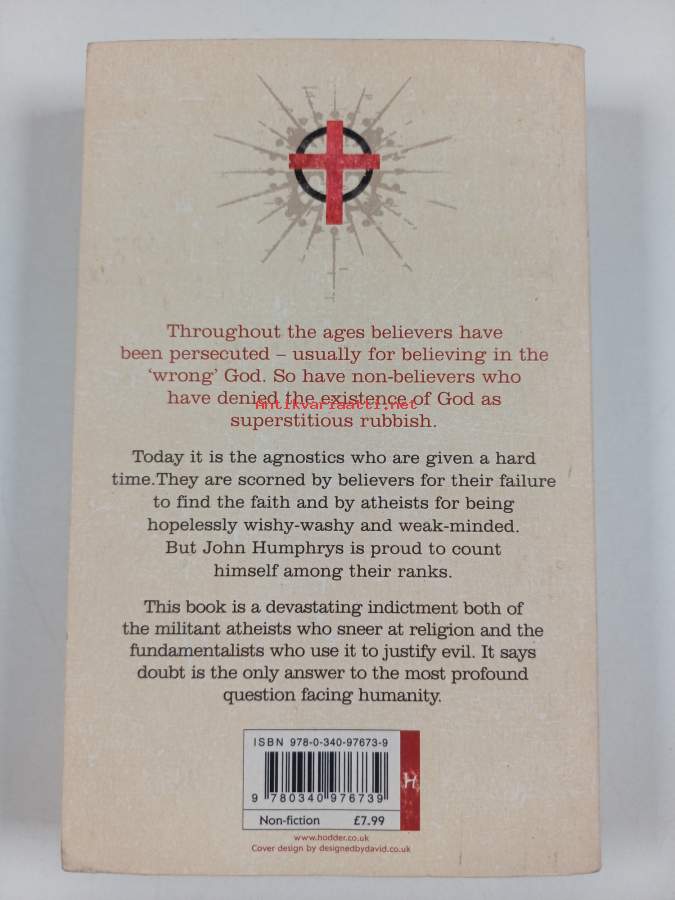 Throughout the ages believers have
been persecuted – usually for believing in the
‘wrong’ God. So have non-believers who
have denied the existence of God as
Antikvariaatti.net
superstitious rubbish.
Today it is the agnostics who are given a hard
time.They are scorned by believers for their failure
to find the faith and by atheists for being
hopelessly wishy-washy and weak-minded.
But John Humphrys is proud to count
himself among their ranks.
This book is a devastating indictment both of
the militant atheists who sneer at religion and the
fundamentalists who use it to justify evil. It says
doubt is the only answer to the most profound
question facing humanity.
ISBN 978-0-340-97673-9
H
9 780340 976739
Non-fiction £7.99
www.hodder.co.uk
Cover design by designedbydavid.co.uk